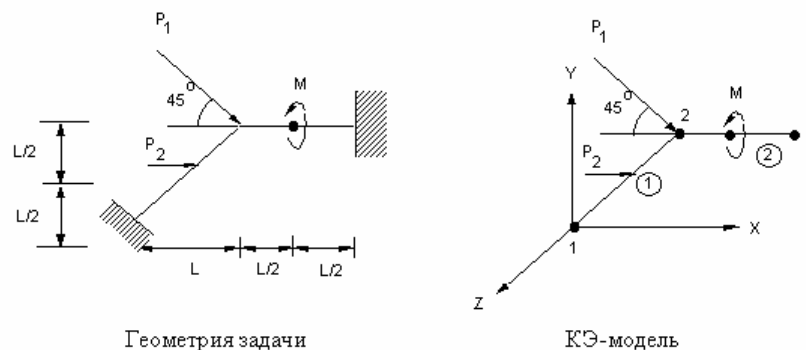 P1
45°
M
P2
L/2
L/2
L
L/2
L/2
Геометрия задачи
P1
Y
45°
2
M
P2
1
2
X
1
Z
КЭ-модель